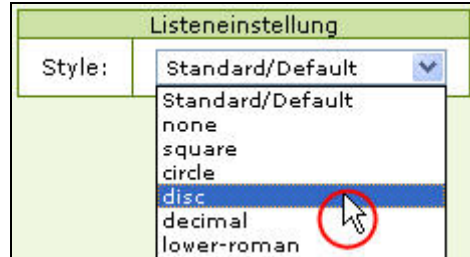 Listeneinstellung
Style: Standard/Default
Standard/Default
none
square
circle
disc
decimal
lower-roman